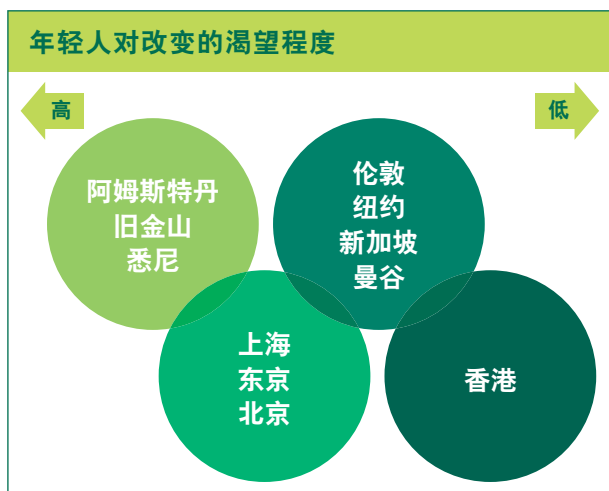 年轻人对改变的渴望程度
高
低
阿姆斯特丹
旧金山
悉尼
伦敦
纽约
新加坡
曼谷
上海
东京
北京
香港